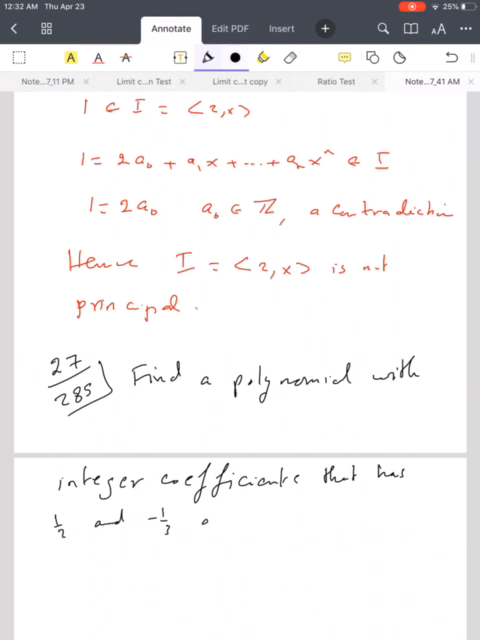 12:32 AM Thu Apr 23
25%
Annotate Edit PDF Insert
Note...7_11 PM Limit c...n Test Limit c...t copy Ratio Test Note...7_41 AM
1 ∈ I = <2,x>
1 = 2a₀ + a₁x + ... + aₙxⁿ ∈ I
1 = 2a₀ a₀ ∈ ℤ, a contradiction
Hence I = <2,x> is not
principal.
27/285) Find a polynomial with
integer coefficients that has
1/2 and -1/3 a